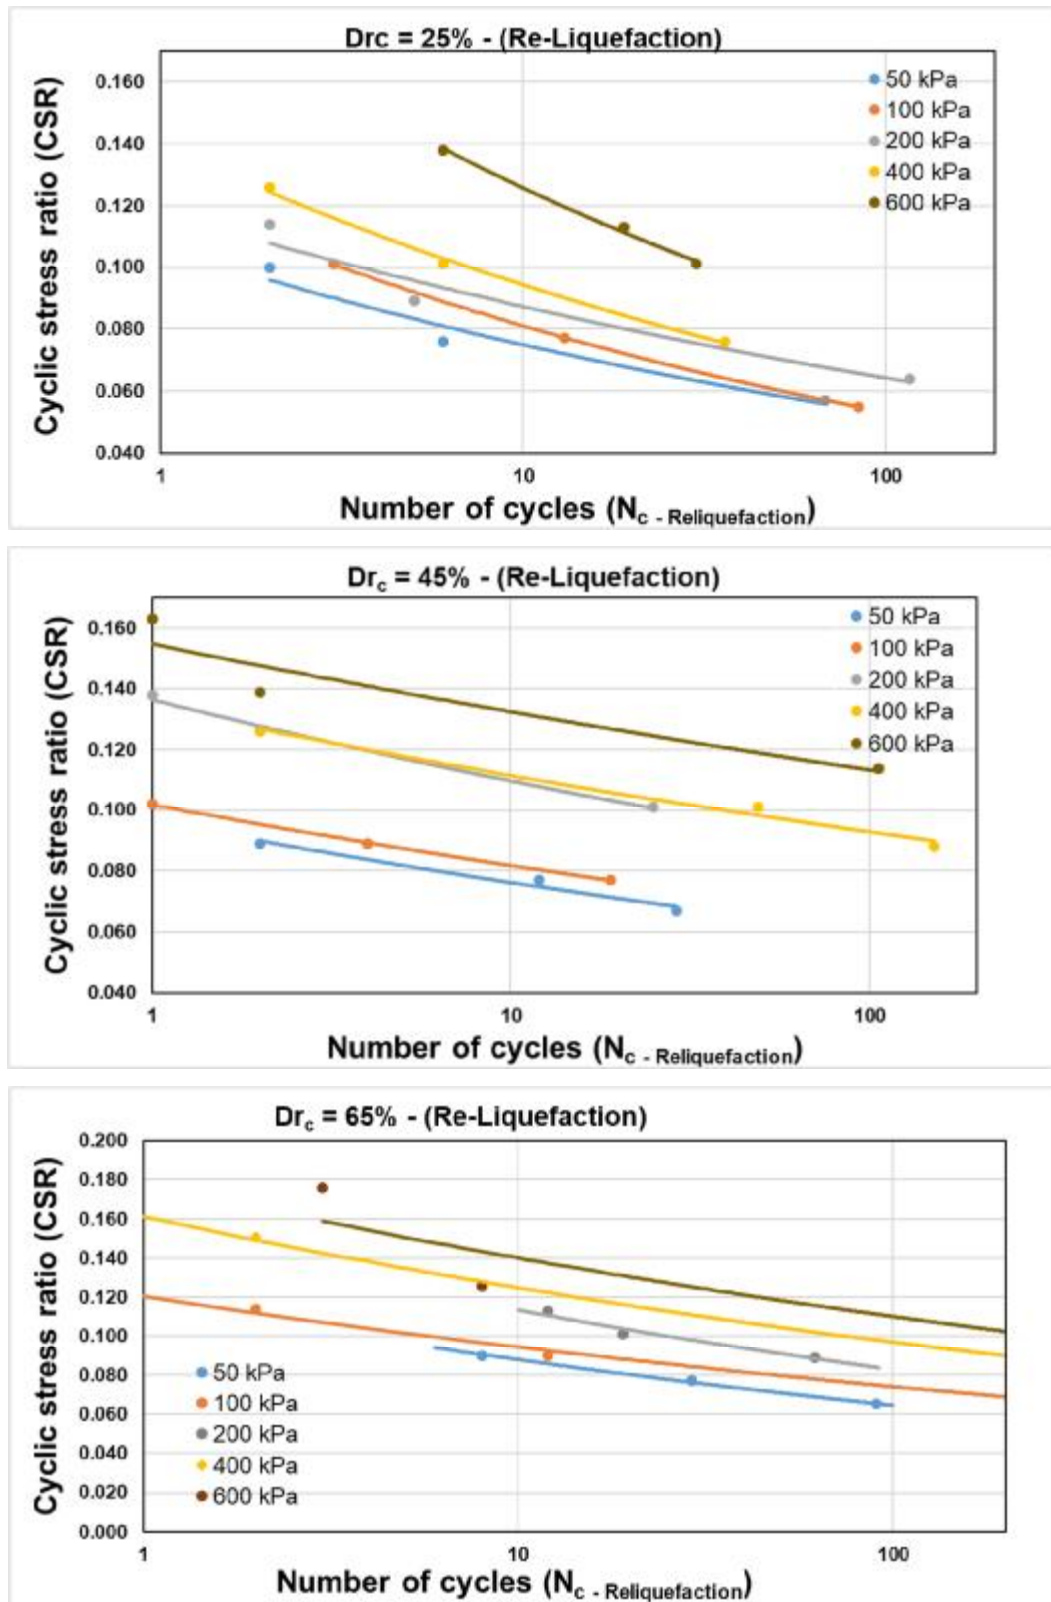 Drc = 25% - (Re-Liquefaction)
Cyclic stress ratio (CSR)
0.160
0.140
0.120
0.100
0.080
0.060
0.040
50 kPa
100 kPa
200 kPa
400 kPa
600 kPa
1 10 100
Number of cycles (Nc - Reliquefaction)
Drc = 45% - (Re-Liquefaction)
Cyclic stress ratio (CSR)
0.160
0.140
0.120
0.100
0.080
0.060
0.040
50 kPa
100 kPa
200 kPa
400 kPa
600 kPa
1 10 100
Number of cycles (Nc - Reliquefaction)
Drc = 65% - (Re-Liquefaction)
Cyclic stress ratio (CSR)
0.200
0.180
0.160
0.140
0.120
0.100
0.080
0.060
0.040
0.020
0.000
50 kPa
100 kPa
200 kPa
400 kPa
600 kPa
1 10 100
Number of cycles (Nc - Reliquefaction)